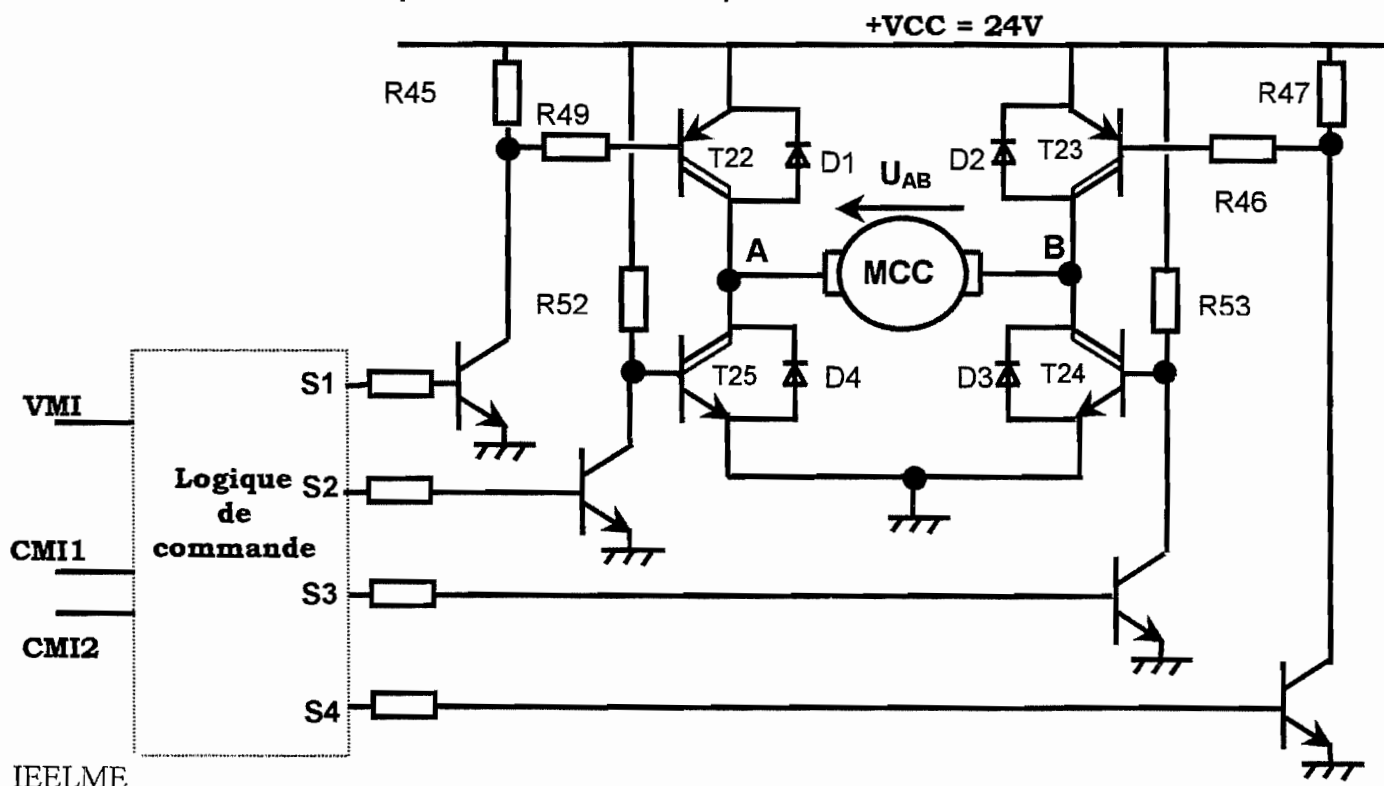 +VCC = 24V
R45
R49
R47
T22
D1
D2
T23
UAB
R46
A
B
MCC
R52
R53
S1
T25
D4
D3
T24
VMI
Logique
de
commande
S2
CMI1
S3
CMI2
S4
IEELME